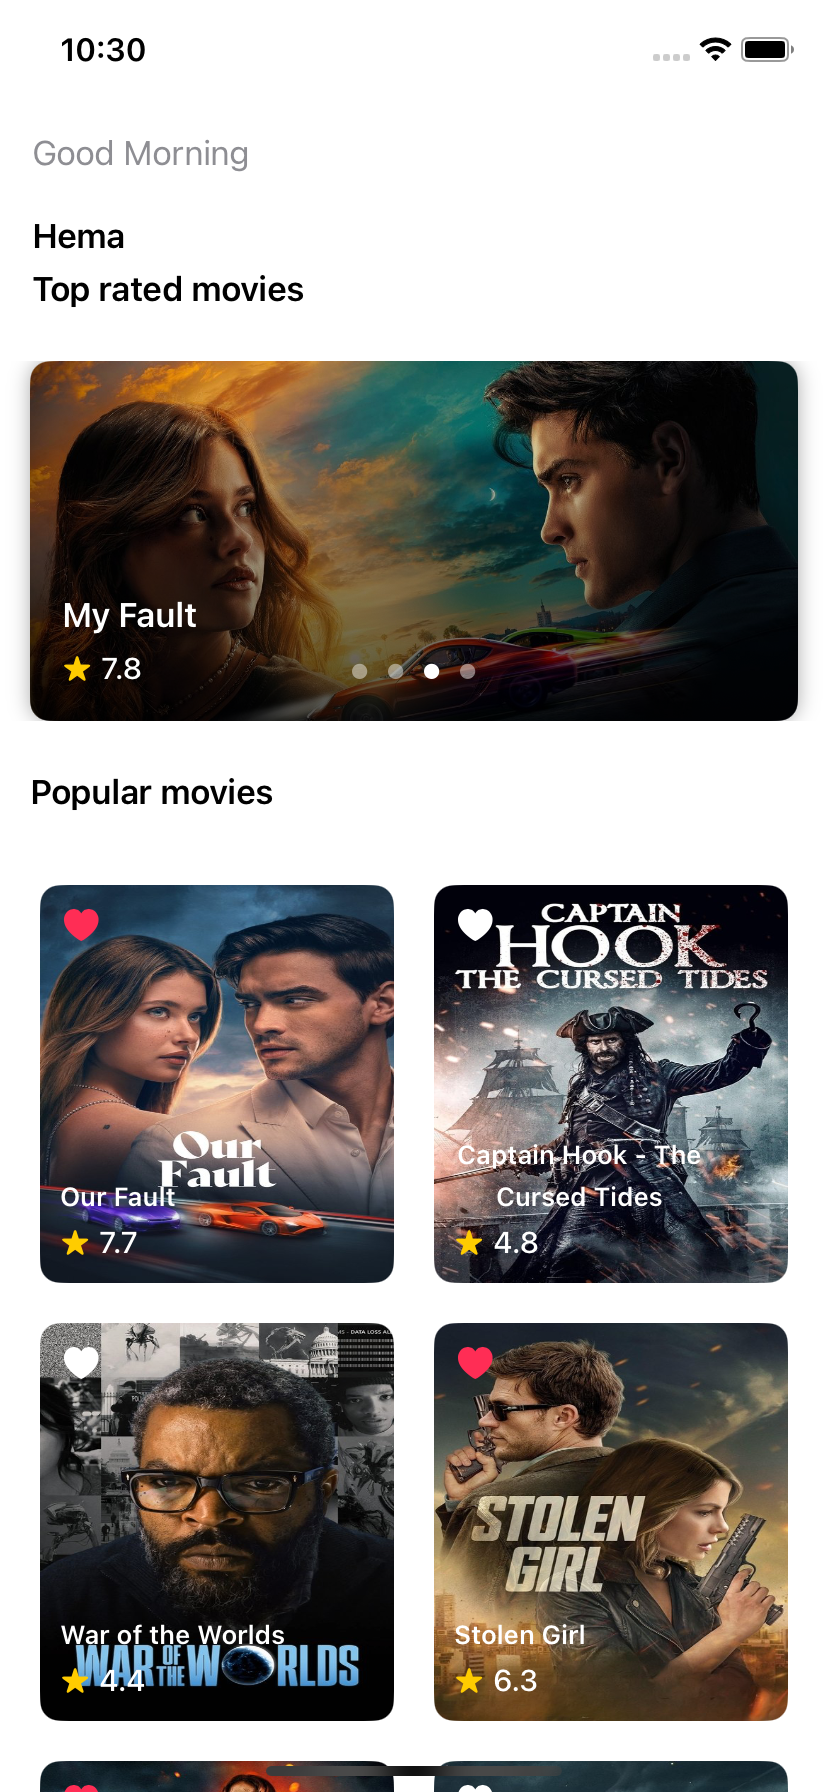 10:30
Good Morning
Hema
Top rated movies
My Fault
7.8
Popular movies
Our
Fault
Our Fault
7.7
CAPTAIN
HOOK
THE CURSED TIDES
Captain Hook - The
Cursed Tides
4.8
DATA LOSS
War of the Worlds
WAR OF THE WORLDS
4.4
STOLEN
GIRL
Stolen Girl
6.3